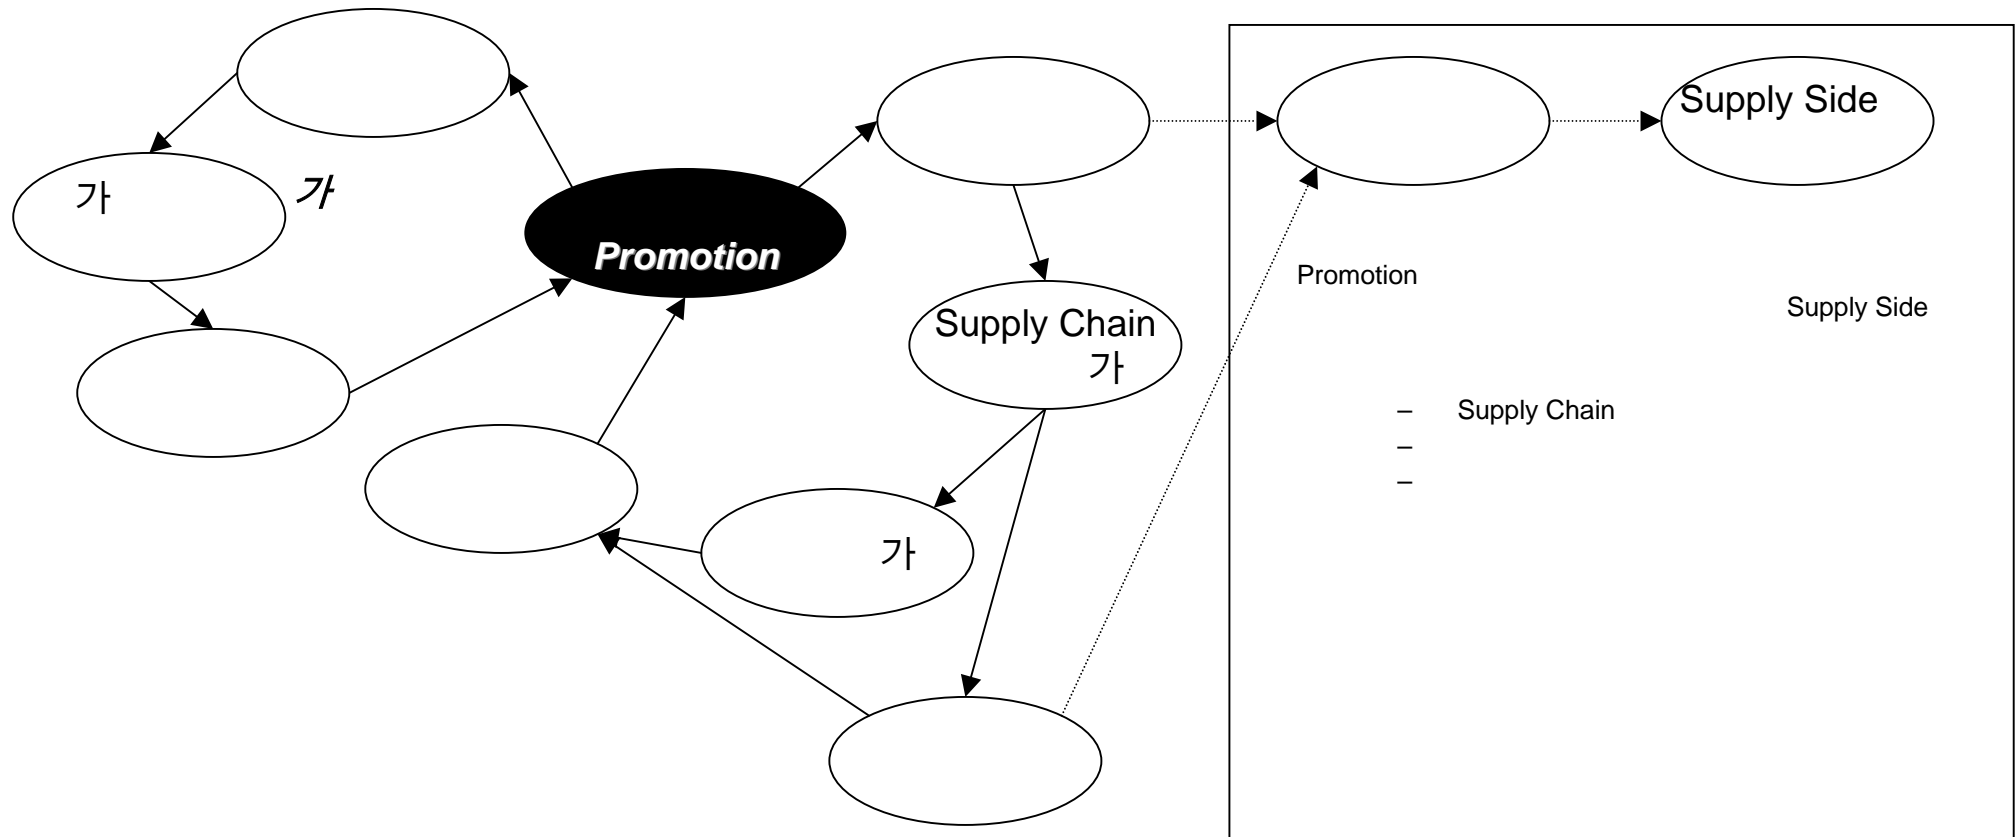 Supply Side
가
가
Promotion
Promotion
Supply Side
Supply Chain
가
– Supply Chain
–
–
가